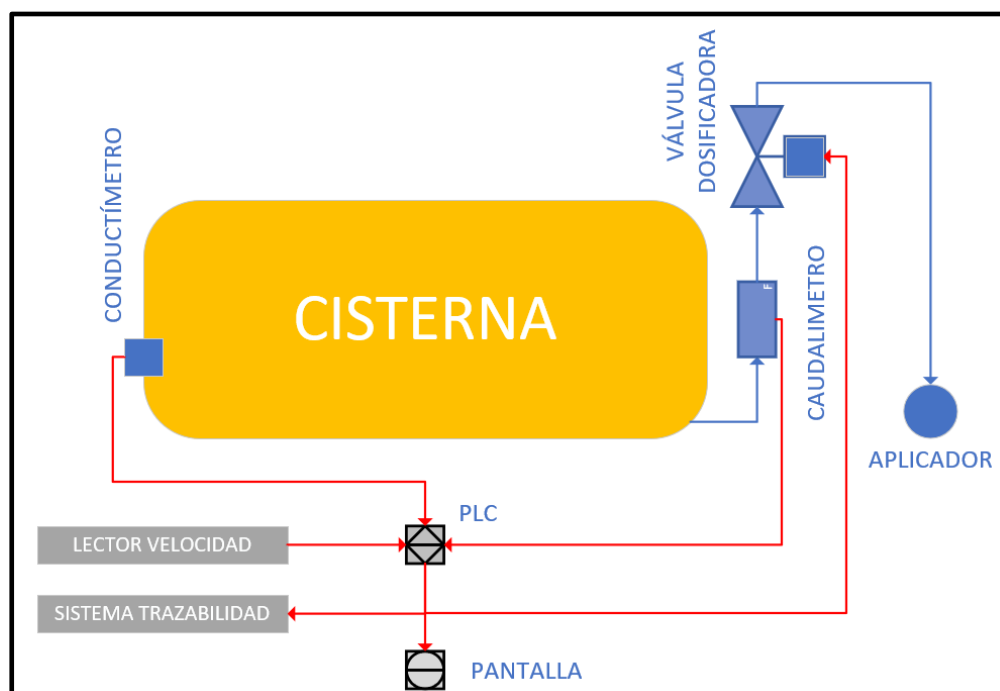 VÁLVULA
DOSIFICADORA
CONDUCTÍMETRO
CISTERNA
F
CAUDALIMETRO
APLICADOR
PLC
LECTOR VELOCIDAD
SISTEMA TRAZABILIDAD
PANTALLA